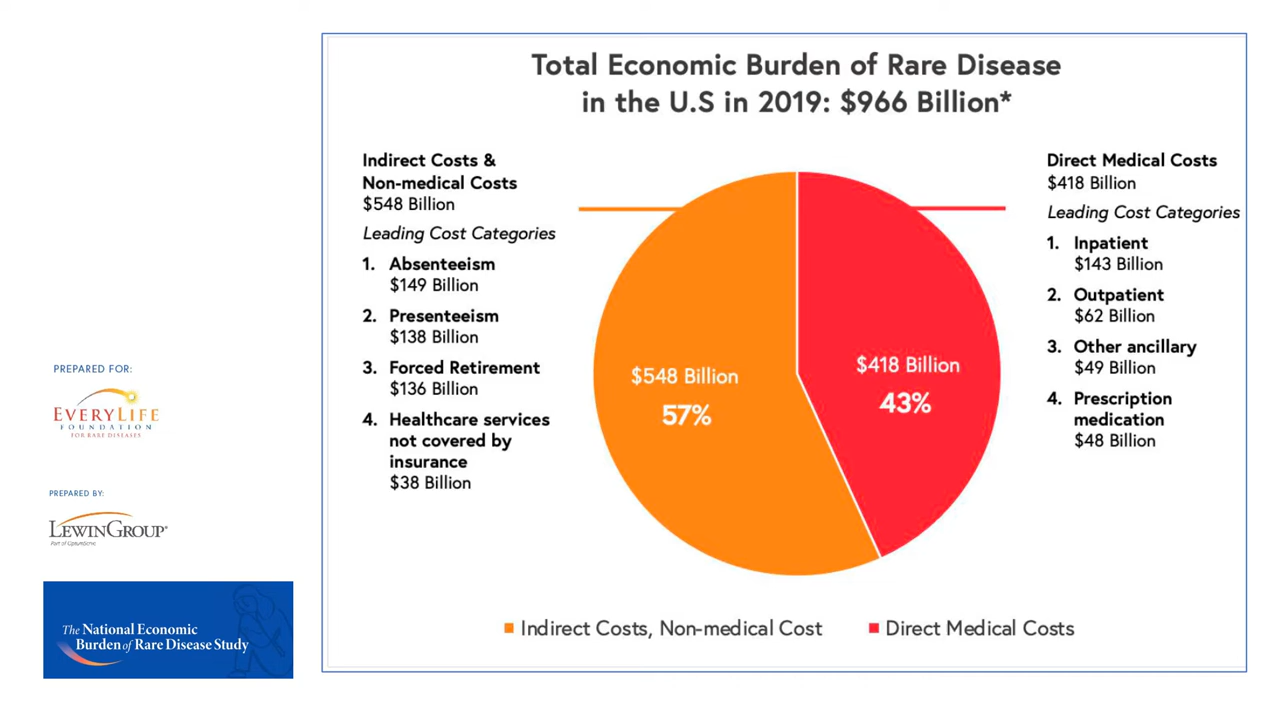 Total Economic Burden of Rare Disease
in the U.S in 2019: $966 Billion*
Indirect Costs &
Non-medical Costs
$548 Billion
Leading Cost Categories
1. Absenteeism
$149 Billion
2. Presenteeism
$138 Billion
3. Forced Retirement
$136 Billion
4. Healthcare services
not covered by
insurance
$38 Billion
$548 Billion
57%
$418 Billion
43%
Direct Medical Costs
$418 Billion
Leading Cost Categories
1. Inpatient
$143 Billion
2. Outpatient
$62 Billion
3. Other ancillary
$49 Billion
4. Prescription
medication
$48 Billion
Indirect Costs, Non-medical Cost
Direct Medical Costs
PREPARED FOR:
EVERYLIFE
FOUNDATION
FOR RARE DISEASES
PREPARED BY:
LEWINGROUP®
Part of OptumServe
The National Economic
Burden of Rare Disease Study